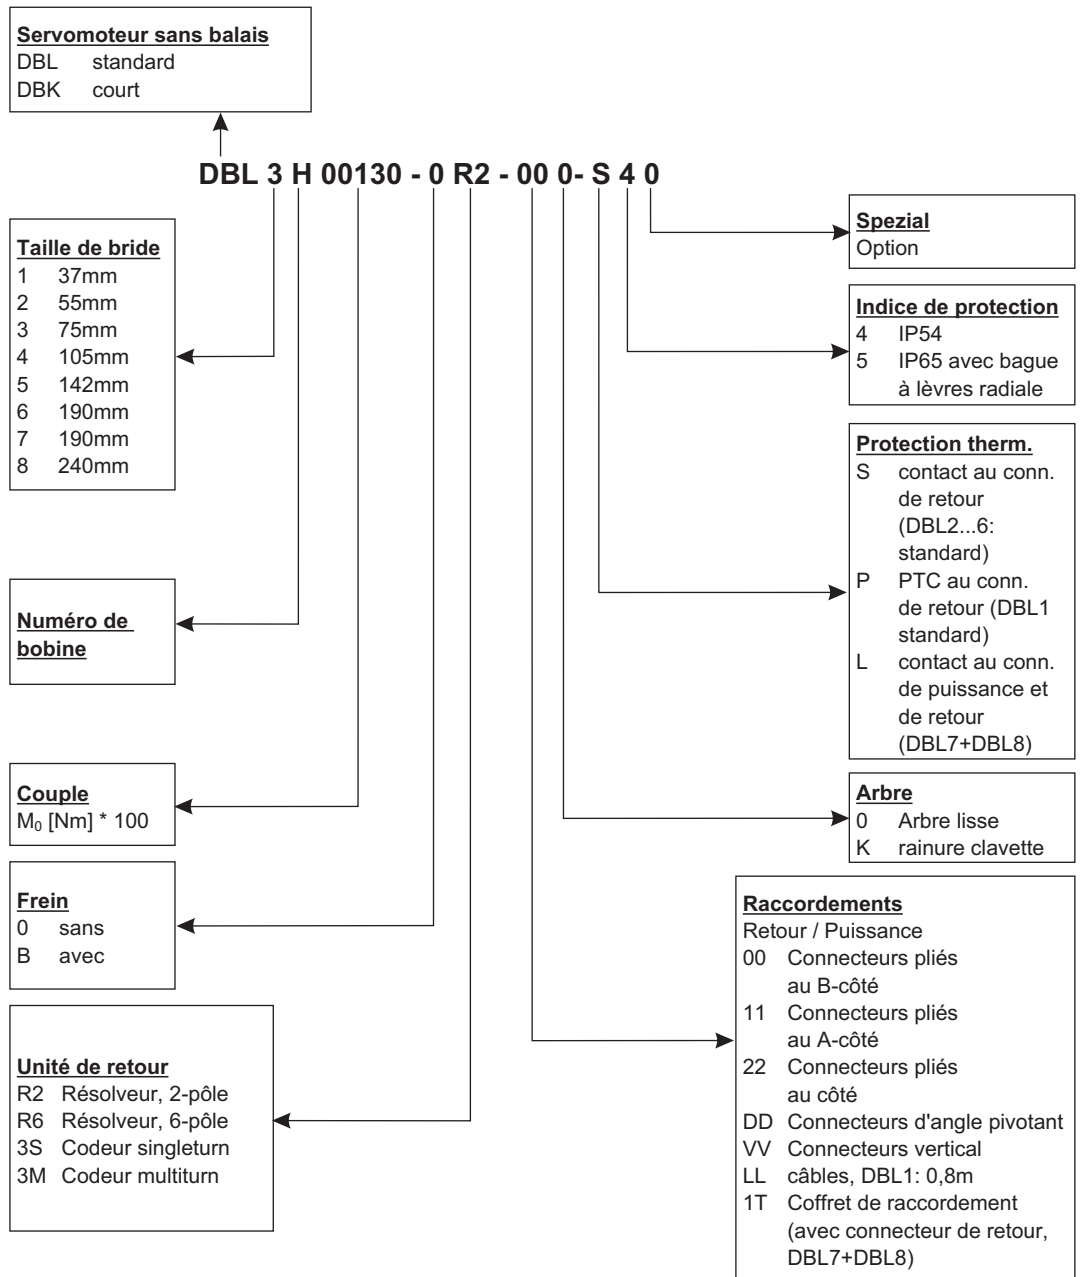 Servomoteur sans balais
DBL standard
DBK court
DBL 3 H 00130 - 0 R2 - 00 0- S 4 0
Taille de bride
1 37mm
2 55mm
3 75mm
4 105mm
5 142mm
6 190mm
7 190mm
8 240mm
Numéro de
bobine
Couple
M₀ [Nm] * 100
Frein
0 sans
B avec
Unité de retour
R2 Résolveur, 2-pôle
R6 Résolveur, 6-pôle
3S Codeur singleturn
3M Codeur multiturn
Spezial
Option
Indice de protection
4 IP54
5 IP65 avec bague
à lèvres radiale
Protection therm.
S contact au conn.
de retour
(DBL2...6:
standard)
P PTC au conn.
de retour (DBL1
standard)
L contact au conn.
de puissance et
de retour
(DBL7+DBL8)
Arbre
0 Arbre lisse
K rainure clavette
Raccordements
Retour / Puissance
00 Connecteurs pliés
au B-côté
11 Connecteurs pliés
au A-côté
22 Connecteurs pliés
au côté
DD Connecteurs d'angle pivotant
VV Connecteurs vertical
LL câbles, DBL1: 0,8m
1T Coffret de raccordement
(avec connecteur de retour,
DBL7+DBL8)